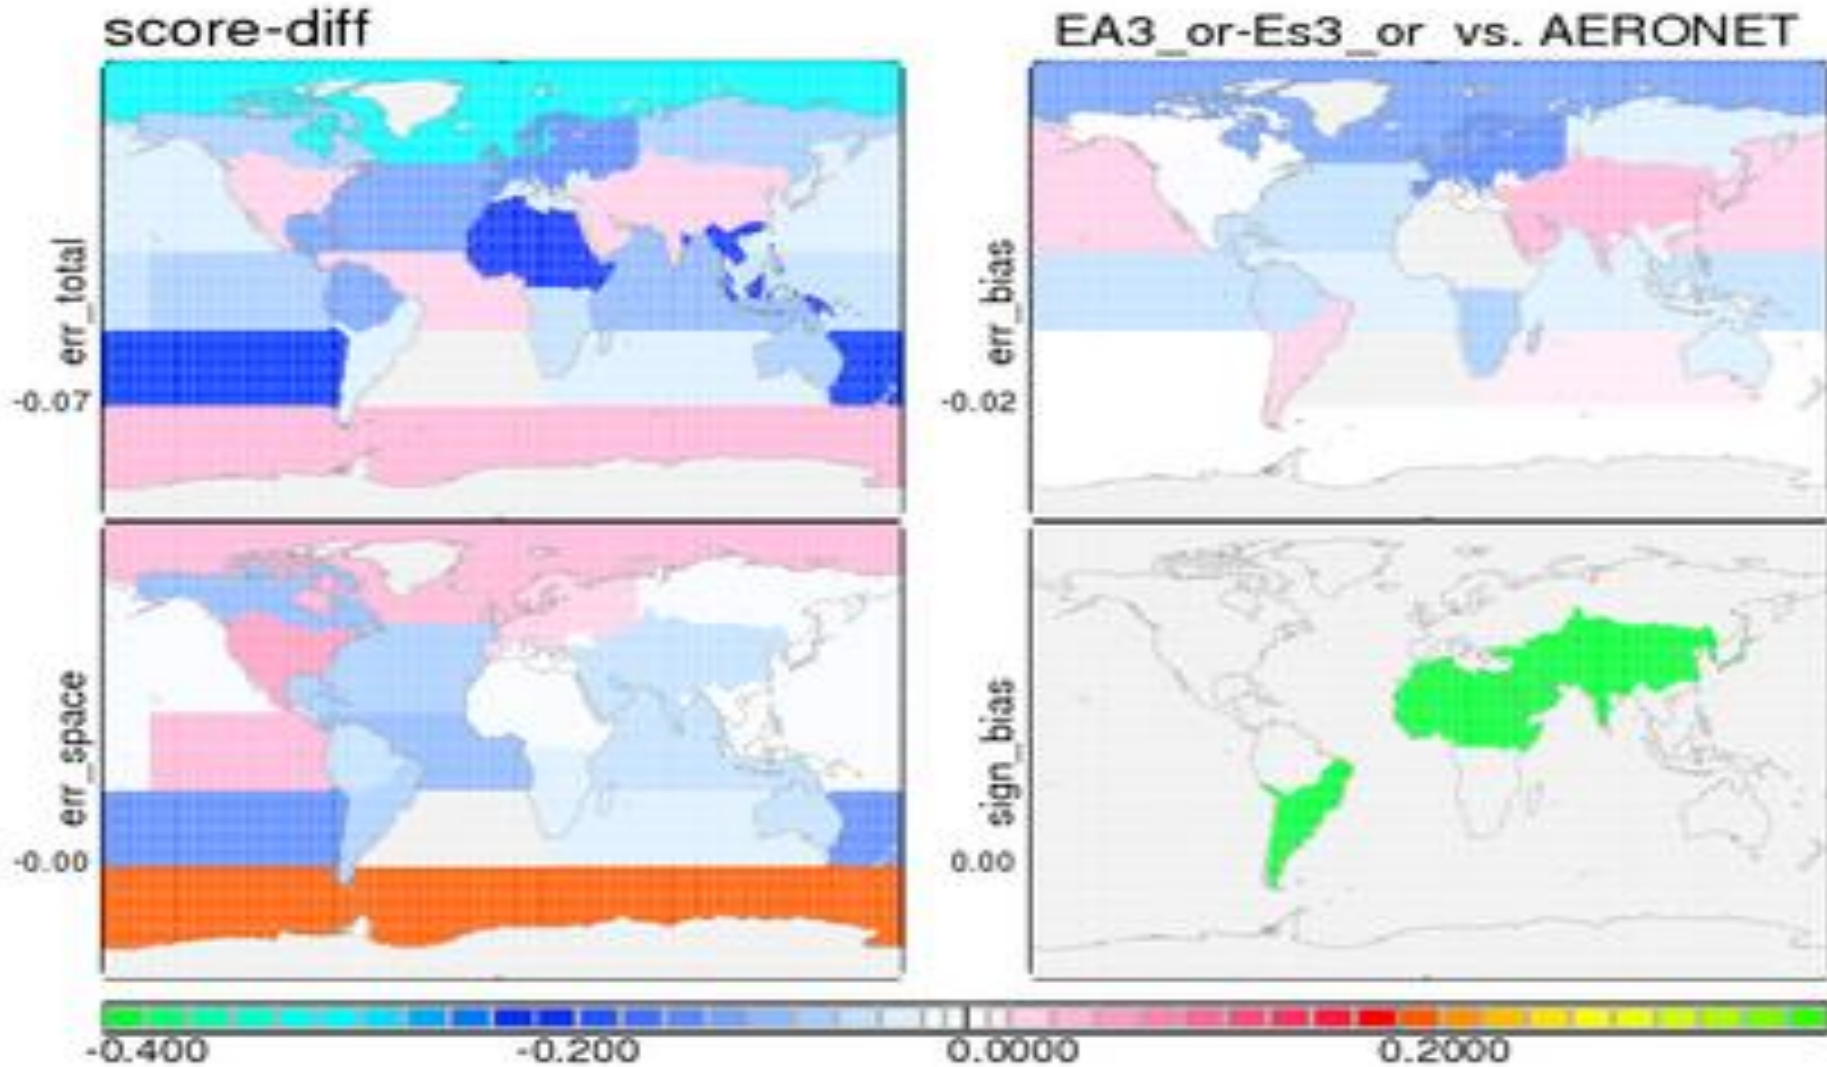 score-diff
EA3_or-Es3_or vs. AERONET
err_total
-0.07
err_bias
-0.02
err_space
-0.00
sign_bias
0.00
-0.400 -0.200 0.0000 0.2000